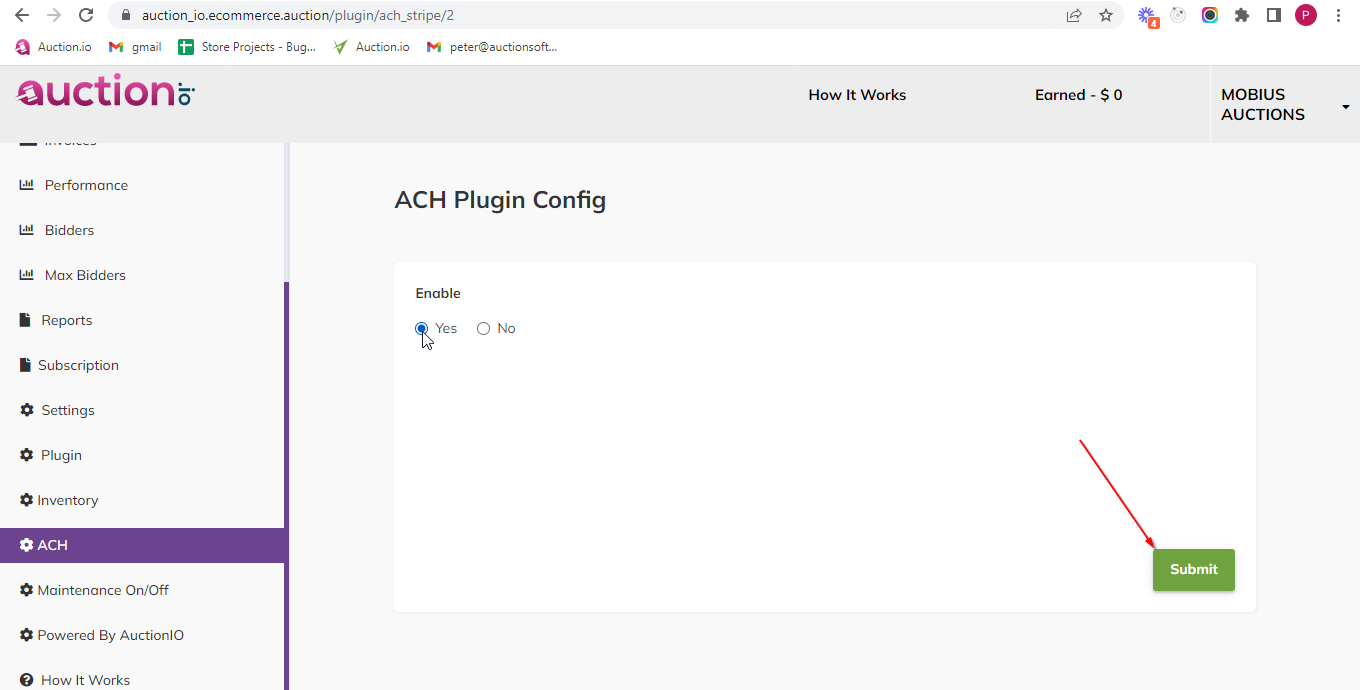 auction_io.ecommerce.auction/plugin/ach_stripe/2
4
P
Auction.io
gmail
Store Projects - Bug...
Auction.io
peter@auctionsoft...
auction io
How It Works
Earned - $ 0
MOBIUS
AUCTIONS
Invoices
Performance
Bidders
Max Bidders
Reports
Subscription
Settings
Plugin
Inventory
ACH
Maintenance On/Off
Powered By AuctionIO
How It Works
ACH Plugin Config
Enable
Yes
No
Submit